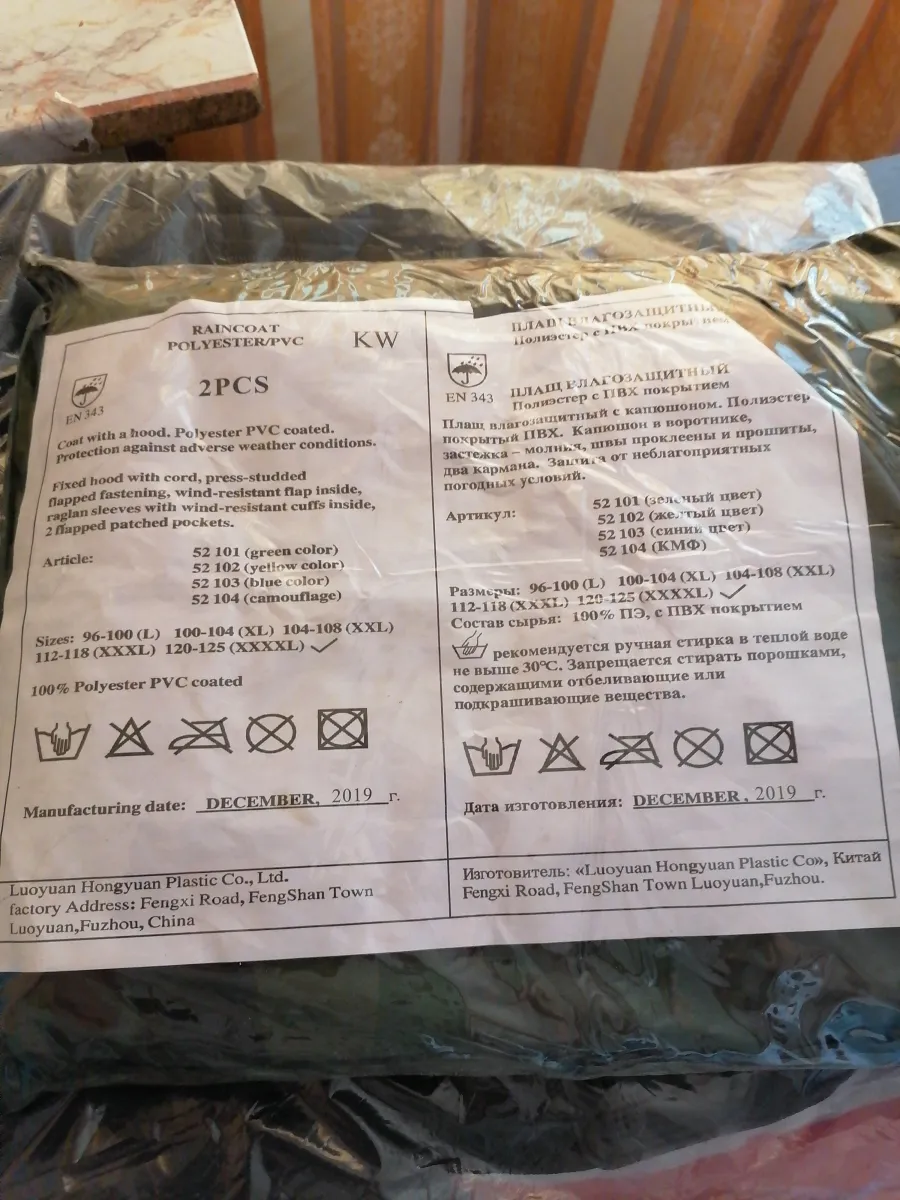 RAINCOAT
POLYESTER/PVC
KW
2PCS
EN 343
Coat with a hood. Polyester PVC coated.
Protection against adverse weather conditions.
Fixed hood with cord, press-studded
flapped fastening, wind-resistant flap inside,
raglan sleeves with wind-resistant cuffs inside,
2 flapped patched pockets.
Article:
52 101 (green color)
52 102 (yellow color)
52 103 (blue color)
52 104 (camouflage)
Sizes: 96-100 (L) 100-104 (XL) 104-108 (XXL)
112-118 (XXXL) 120-125 (XXXXL) ✓
100% Polyester PVC coated
Manufacturing date: DECEMBER, 2019 г.
Luoyuan Hongyuan Plastic Co., Ltd.
factory Address: Fengxi Road, FengShan Town
Luoyuan,Fuzhou, China
ПЛАЩ ВЛАГОЗАЩИТНЫ
Полиэстер с ПВХ покры
EN 343
ПЛАЩ ВЛАГОЗАЩИТНЫЙ
Полиэстер с ПВХ покрытием
Плащ влагозащитный с капюшоном. Полиэстер
покрытый ПВХ. Капюшон в воротнике,
застежка – молния, швы проклеены и прошиты,
два кармана. Защита от неблагоприятных
погодных условий.
Артикул:
52 101 (зеленый цвет)
52 102 (желтый цвет)
52 103 (синий цвет)
52 104 (КМФ)
Размеры: 96-100 (L) 100-104 (XL) 104-108 (XXL)
112-118 (XXXL) 120-125 (XXXXL) ✓
Состав сырья: 100% ПЭ, с ПВХ покрытием
рекомендуется ручная стирка в теплой воде
не выше 30°С. Запрещается стирать порошками,
содержащими отбеливающие или
подкрашивающие вещества.
Дата изготовления: DECEMBER, 2019 г.
Изготовитель: «Luoyuan Hongyuan Plastic Co», Китай
Fengxi Road, FengShan Town Luoyuan,Fuzhou.